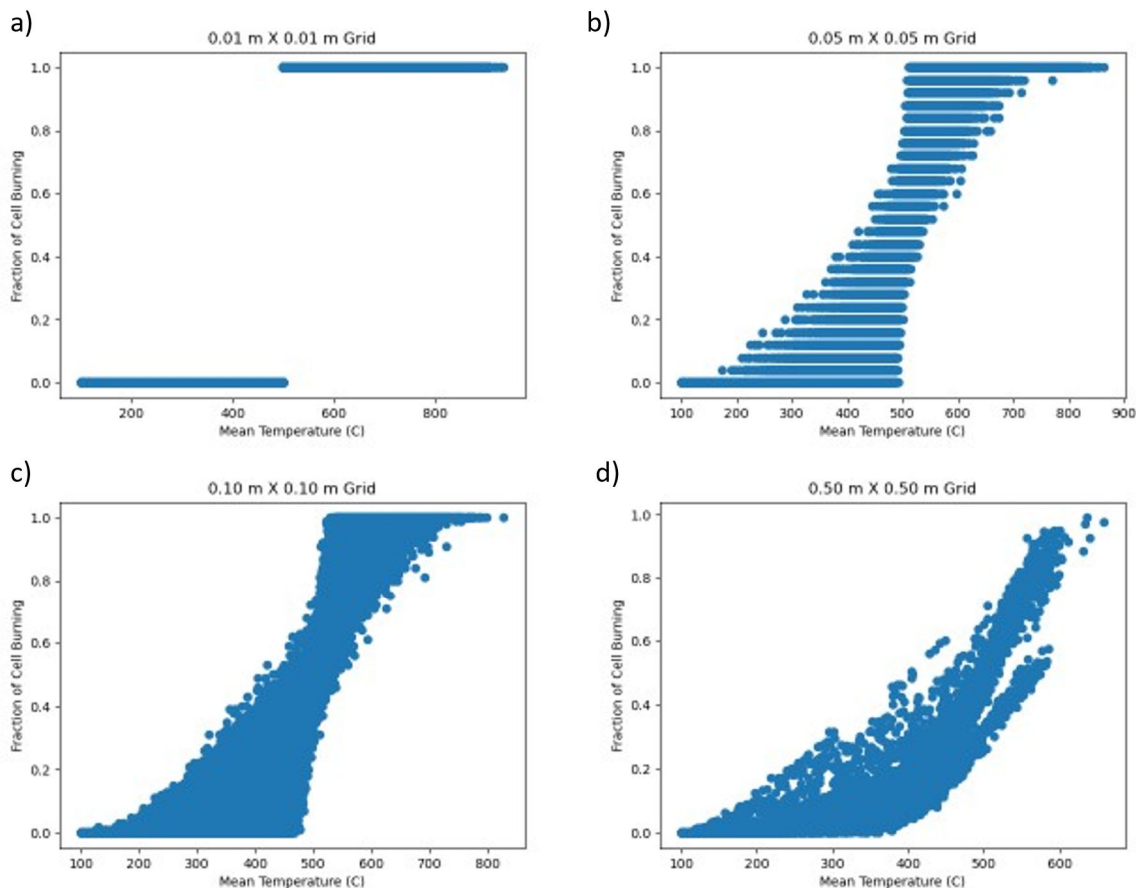 a)
0.01 m X 0.01 m Grid
Fraction of Cell Burning
1.0
0.8
0.6
0.4
0.2
0.0
200 400 600 800
Mean Temperature (C)
b)
0.05 m X 0.05 m Grid
Fraction of Cell Burning
1.0
0.8
0.6
0.4
0.2
0.0
100 200 300 400 500 600 700 800 900
Mean Temperature (C)
c)
0.10 m X 0.10 m Grid
Fraction of Cell Burning
1.0
0.8
0.6
0.4
0.2
0.0
100 200 300 400 500 600 700 800
Mean Temperature (C)
d)
0.50 m X 0.50 m Grid
Fraction of Cell Burning
1.0
0.8
0.6
0.4
0.2
0.0
100 200 300 400 500 600
Mean Temperature (C)